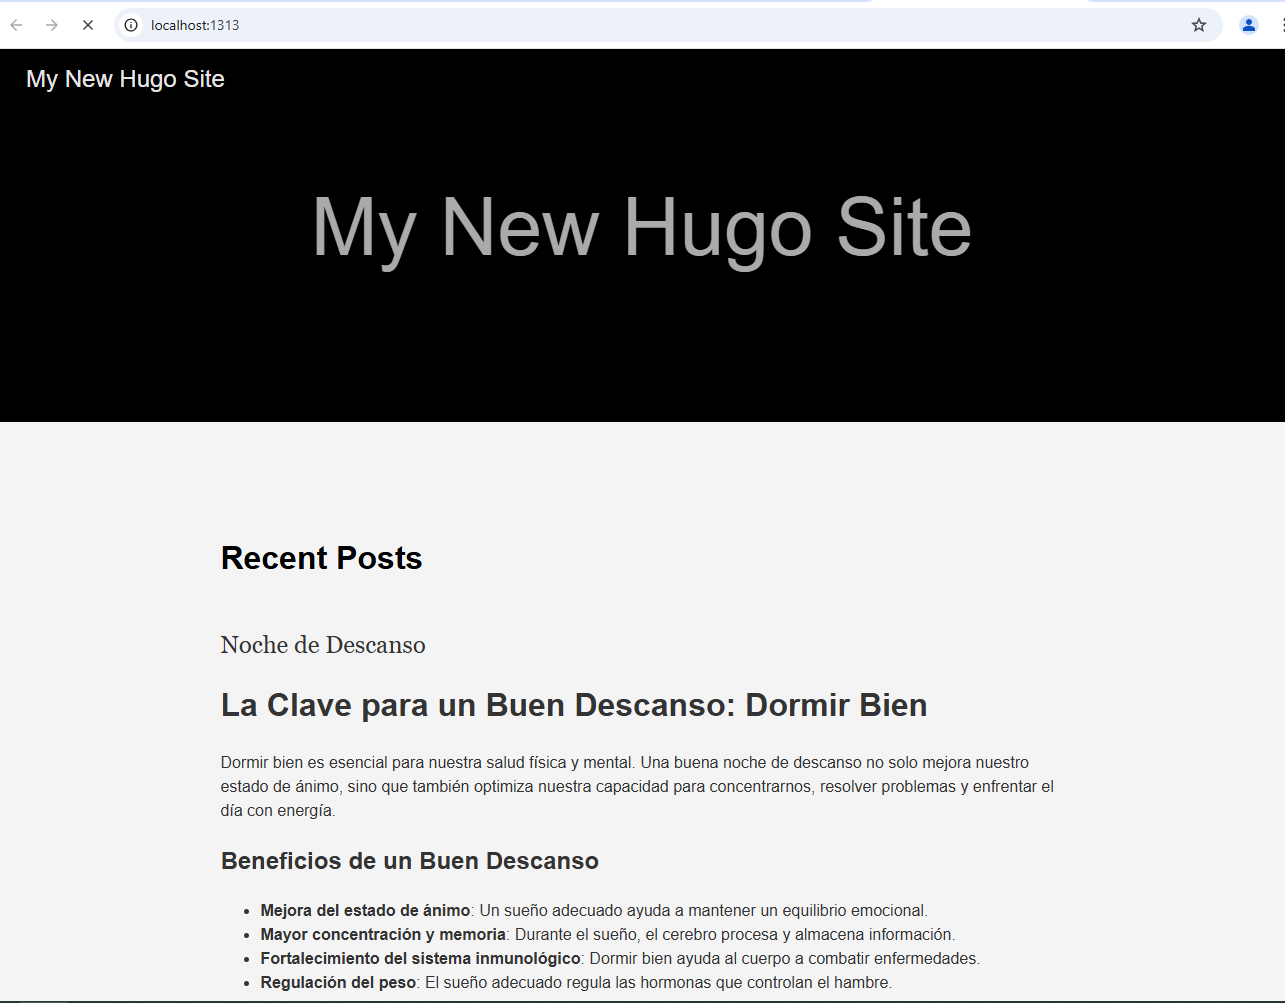 localhost:1313
My New Hugo Site
My New Hugo Site
Recent Posts
Noche de Descanso
La Clave para un Buen Descanso: Dormir Bien
Dormir bien es esencial para nuestra salud física y mental. Una buena noche de descanso no solo mejora nuestro
estado de ánimo, sino que también optimiza nuestra capacidad para concentrarnos, resolver problemas y enfrentar el
día con energía.
Beneficios de un Buen Descanso
• Mejora del estado de ánimo: Un sueño adecuado ayuda a mantener un equilibrio emocional.
• Mayor concentración y memoria: Durante el sueño, el cerebro procesa y almacena información.
• Fortalecimiento del sistema inmunológico: Dormir bien ayuda al cuerpo a combatir enfermedades.
• Regulación del peso: El sueño adecuado regula las hormonas que controlan el hambre.